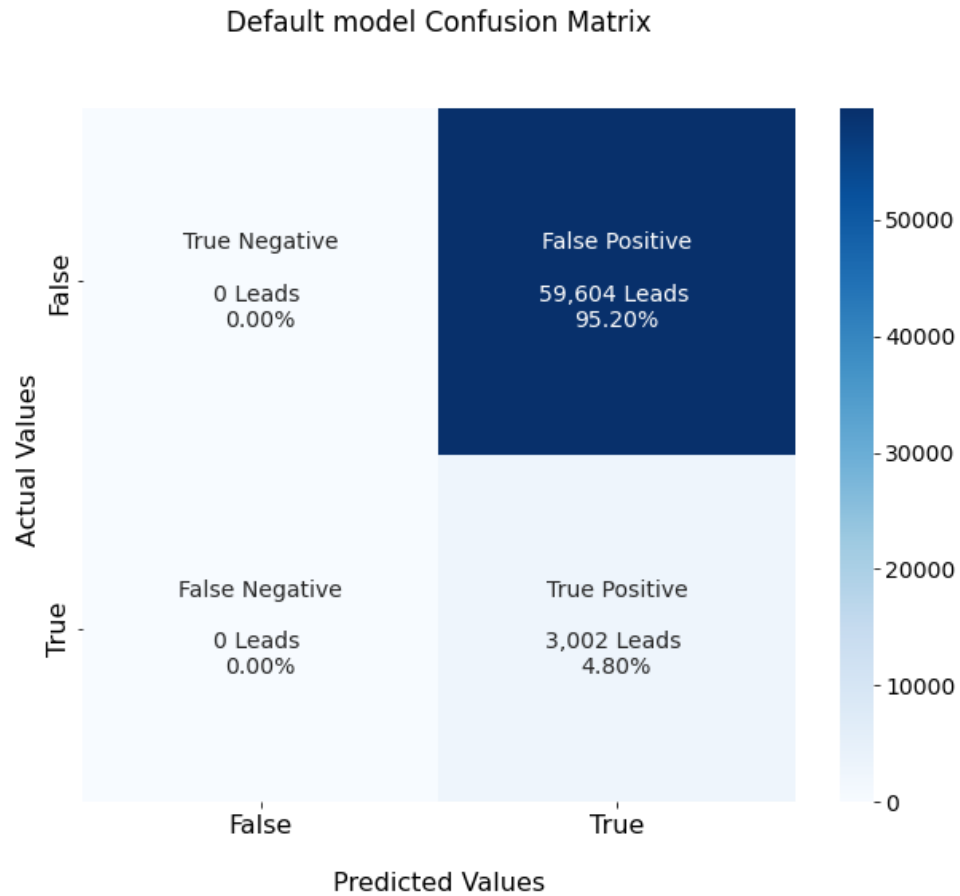 Default model Confusion Matrix
True Negative
0 Leads
0.00%
False Positive
59,604 Leads
95.20%
False Negative
0 Leads
0.00%
True Positive
3,002 Leads
4.80%
Actual Values
False
True
False
True
Predicted Values
50000
40000
30000
20000
10000
0